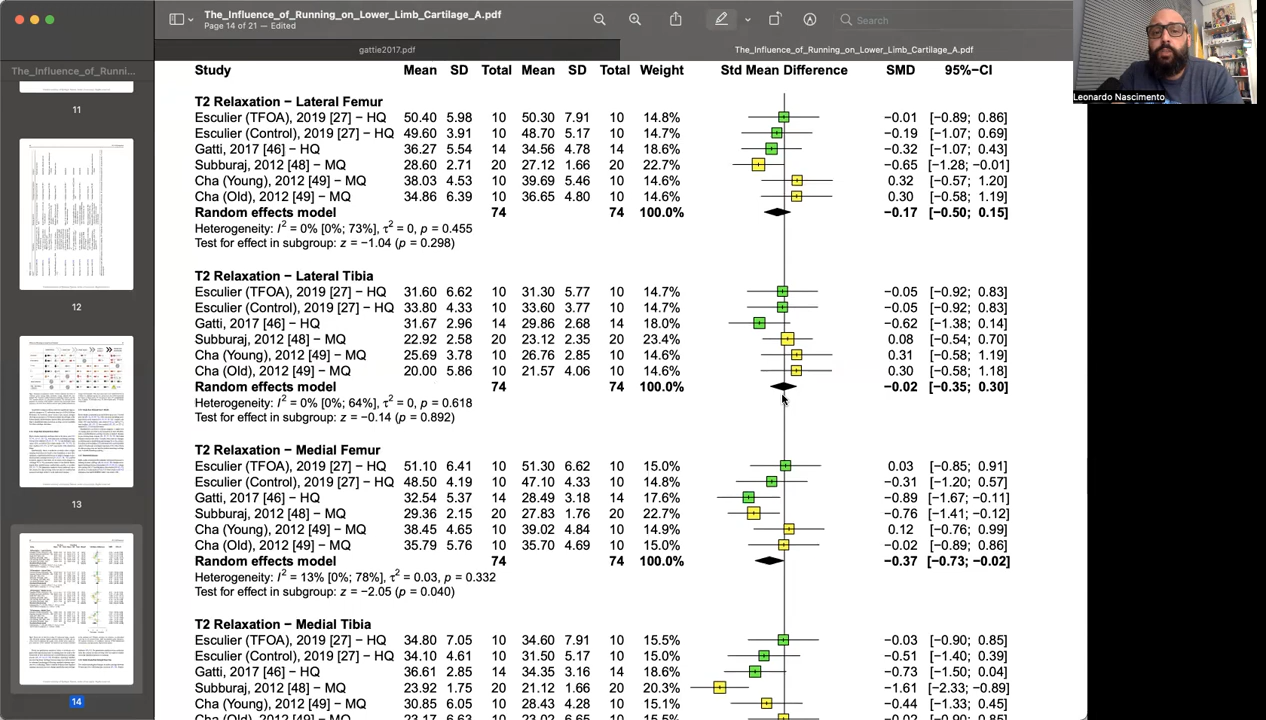 The_Influence_of_Running_on_Lower_Limb_Cartilage_A.pdf
Page 14 of 21 – Edited
Search
gattie2017.pdf
The_Influence_of_Running_on_Lower_Limb_Cartilage_A.pdf
The_Influence_of_Runni...
11
12
13
14
Leonardo Nascimento
Study Mean SD Total Mean SD Total Weight Std Mean Difference SMD 95%−CI
T2 Relaxation − Lateral Femur
Esculier (TFOA), 2019 [27] − HQ 50.40 5.98 10 50.30 7.91 10 14.8% −0.01 [−0.89; 0.86]
Esculier (Control), 2019 [27] − HQ 49.60 3.91 10 48.70 5.17 10 14.7% −0.19 [−1.07; 0.69]
Gatti, 2017 [46] − HQ 36.27 5.54 14 34.56 4.78 14 18.6% −0.32 [−1.07; 0.43]
Subburaj, 2012 [48] − MQ 28.60 2.71 20 27.12 1.66 20 22.7% −0.65 [−1.28; −0.01]
Cha (Young), 2012 [49] − MQ 38.03 4.53 10 39.69 5.46 10 14.6% 0.32 [−0.57; 1.20]
Cha (Old), 2012 [49] − MQ 34.86 6.39 10 36.65 4.80 10 14.6% 0.30 [−0.58; 1.19]
Random effects model 74 74 100.0% −0.17 [−0.50; 0.15]
Heterogeneity: I² = 0% [0%; 73%], τ² = 0, p = 0.455
Test for effect in subgroup: z = −1.04 (p = 0.298)
T2 Relaxation − Lateral Tibia
Esculier (TFOA), 2019 [27] − HQ 31.60 6.62 10 31.30 5.77 10 14.7% −0.05 [−0.92; 0.83]
Esculier (Control), 2019 [27] − HQ 33.80 4.33 10 33.60 3.77 10 14.7% −0.05 [−0.92; 0.83]
Gatti, 2017 [46] − HQ 31.67 2.96 14 29.86 2.68 14 18.0% −0.62 [−1.38; 0.14]
Subburaj, 2012 [48] − MQ 22.92 2.58 20 23.12 2.35 20 23.4% 0.08 [−0.54; 0.70]
Cha (Young), 2012 [49] − MQ 25.69 3.78 10 26.76 2.85 10 14.6% 0.31 [−0.58; 1.19]
Cha (Old), 2012 [49] − MQ 20.00 5.86 10 21.57 4.06 10 14.6% 0.30 [−0.58; 1.18]
Random effects model 74 74 100.0% −0.02 [−0.35; 0.30]
Heterogeneity: I² = 0% [0%; 64%], τ² = 0, p = 0.618
Test for effect in subgroup: z = −0.14 (p = 0.892)
T2 Relaxation − Medial Femur
Esculier (TFOA), 2019 [27] − HQ 51.10 6.41 10 51.30 6.62 10 15.0% 0.03 [−0.85; 0.91]
Esculier (Control), 2019 [27] − HQ 48.50 4.19 10 47.10 4.33 10 14.8% −0.31 [−1.20; 0.57]
Gatti, 2017 [46] − HQ 32.54 5.37 14 28.49 3.18 14 17.6% −0.89 [−1.67; −0.11]
Subburaj, 2012 [48] − MQ 29.36 2.15 20 27.83 1.76 20 22.7% −0.76 [−1.41; −0.12]
Cha (Young), 2012 [49] − MQ 38.45 4.65 10 39.02 4.84 10 14.9% 0.12 [−0.76; 0.99]
Cha (Old), 2012 [49] − MQ 35.79 5.76 10 35.70 4.69 10 15.0% −0.02 [−0.89; 0.86]
Random effects model 74 74 100.0% −0.37 [−0.73; −0.02]
Heterogeneity: I² = 13% [0%; 78%], τ² = 0.03, p = 0.332
Test for effect in subgroup: z = −2.05 (p = 0.040)
T2 Relaxation − Medial Tibia
Esculier (TFOA), 2019 [27] − HQ 34.80 7.05 10 34.60 7.91 10 15.5% −0.03 [−0.90; 0.85]
Esculier (Control), 2019 [27] − HQ 34.10 4.61 10 31.50 5.17 10 15.0% −0.51 [−1.40; 0.39]
Gatti, 2017 [46] − HQ 36.61 2.85 14 34.35 3.16 14 18.6% −0.73 [−1.50; 0.04]
Subburaj, 2012 [48] − MQ 23.92 1.75 20 21.12 1.66 20 20.3% −1.61 [−2.33; −0.89]
Cha (Young), 2012 [49] − MQ 30.85 6.05 10 28.43 4.28 10 15.1% −0.44 [−1.33; 0.45]
Cha (Old), 2012 [49] − MQ 23.17 6.63 10 23.02 6.65 10 15.5% −0.02 [−0.90; 0.85]